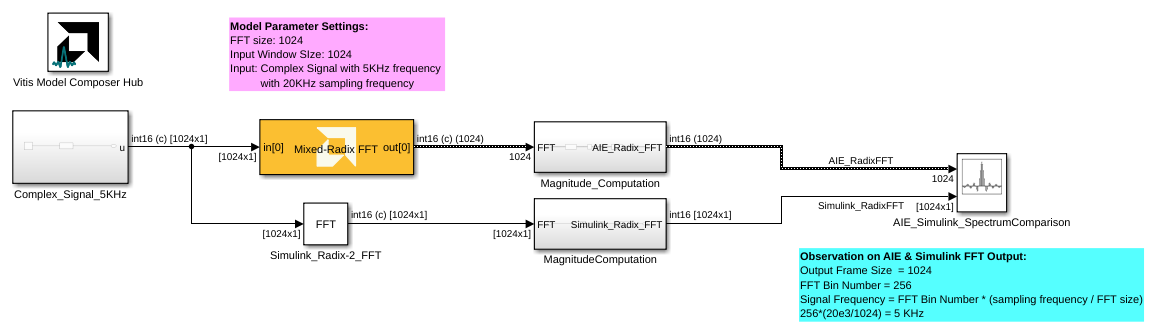 Model Parameter Settings:
FFT size: 1024
Input Window SIze: 1024
Input: Complex Signal with 5KHz frequency
with 20KHz sampling frequency
Vitis Model Composer Hub
u
int16 (c) [1024x1]
Complex_Signal_5KHz
[1024x1]
in[0]
Mixed-Radix FFT
out[0]
int16 (c) (1024)
1024
FFT
AIE_Radix_FFT
int16 (1024)
Magnitude_Computation
AIE_RadixFFT
1024
[1024x1]
FFT
int16 (c) [1024x1]
Simulink_Radix-2_FFT
[1024x1]
FFT
Simulink_Radix_FFT
int16 [1024x1]
MagnitudeComputation
Simulink_RadixFFT
[1024x1]
AIE_Simulink_SpectrumComparison
Observation on AIE & Simulink FFT Output:
Output Frame Size = 1024
FFT Bin Number = 256
Signal Frequency = FFT Bin Number * (sampling frequency / FFT size)
256*(20e3/1024) = 5 KHz